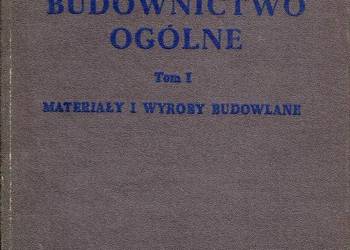 BUDOWNICTWO
OGÓLNE
Tom I
MATERIAŁY I WYROBY BUDOWLANE